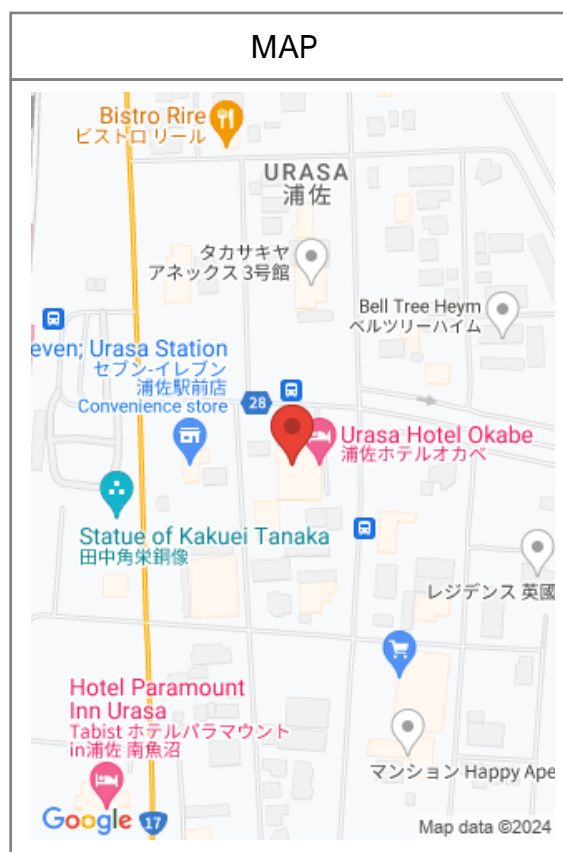 MAP
Bistro Rire
ビストロ リール
URASA
浦佐
タカサキヤ
アネックス 3号館
Bell Tree Heym
ベルツリーハイム
even; Urasa Station
セブン-イレブン
浦佐駅前店
Convenience store
28
Urasa Hotel Okabe
浦佐ホテルオカベ
Statue of Kakuei Tanaka
田中角栄銅像
レジデンス 英國
Hotel Paramount
Inn Urasa
Tabist ホテルパラマウント
in浦佐 南魚沼
マンション Happy Ape
Google
17
Map data ©2024